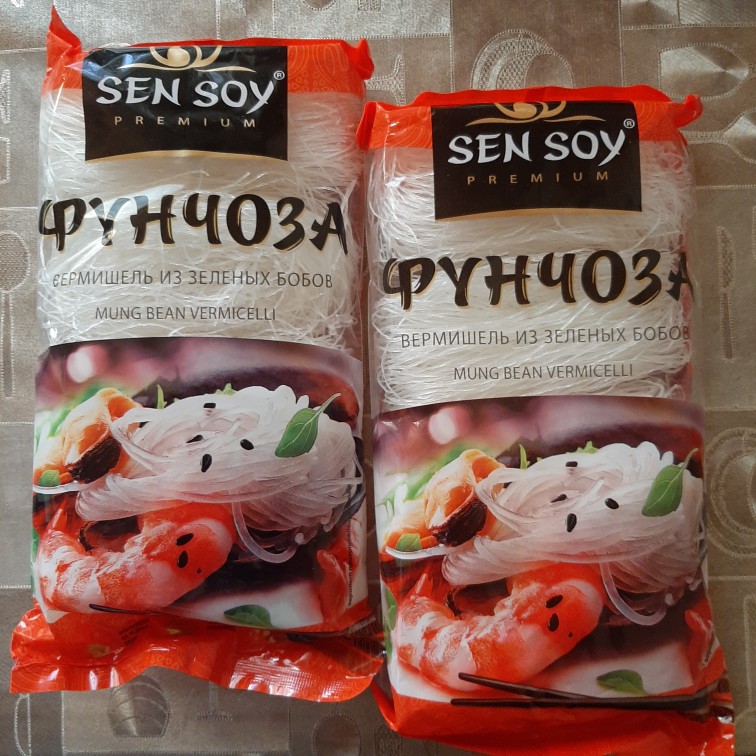 SEN SOY®
PREMIUM
ФУНЧОЗА
ВЕРМИШЕЛЬ ИЗ ЗЕЛЕНЫХ БОБОВ
MUNG BEAN VERMICELLI
SEN SOY®
PREMIUM
ФУНЧОЗА
ВЕРМИШЕЛЬ ИЗ ЗЕЛЕНЫХ БОБОВ
MUNG BEAN VERMICELLI